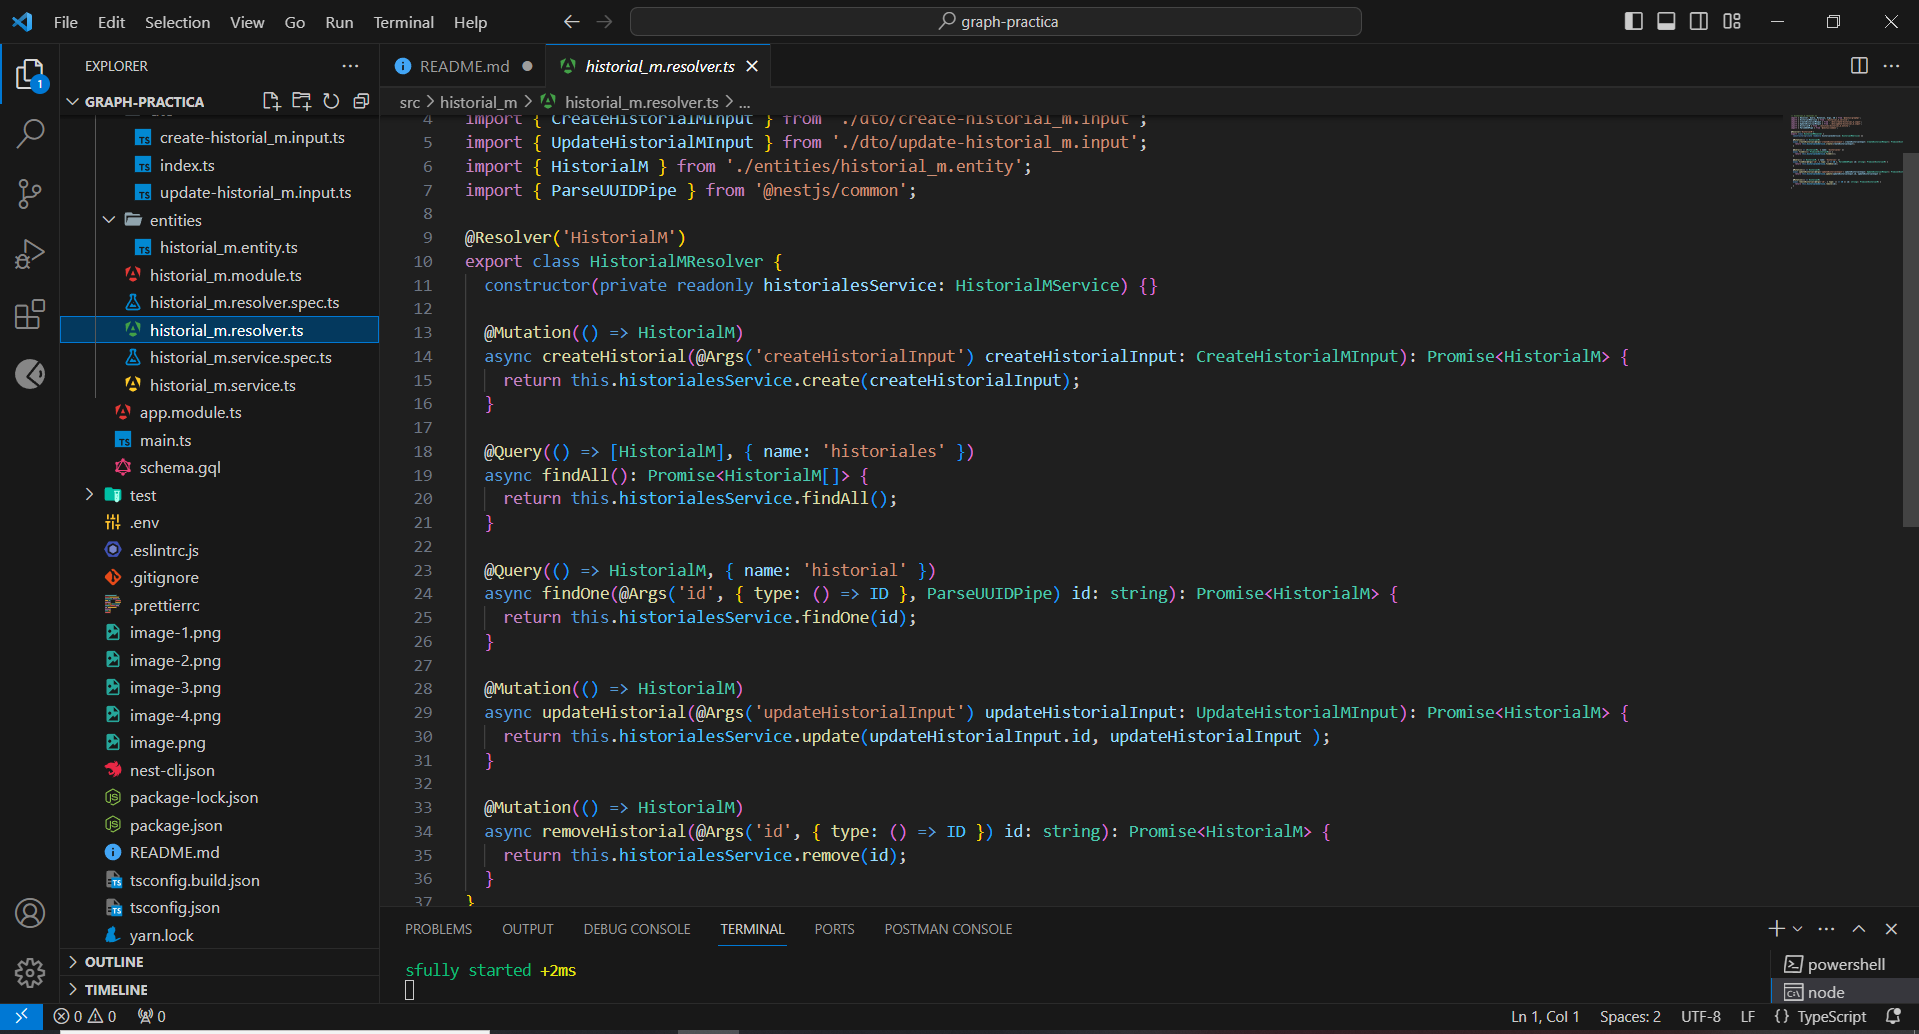 File Edit Selection View Go Run Terminal Help
graph-practica
EXPLORER
GRAPH-PRACTICA
create-historial_m.input.ts
index.ts
update-historial_m.input.ts
entities
historial_m.entity.ts
historial_m.module.ts
historial_m.resolver.spec.ts
historial_m.resolver.ts
historial_m.service.spec.ts
historial_m.service.ts
app.module.ts
main.ts
schema.gql
test
.env
.eslintrc.js
.gitignore
.prettierrc
image-1.png
image-2.png
image-3.png
image-4.png
image.png
nest-cli.json
package-lock.json
package.json
README.md
tsconfig.build.json
tsconfig.json
yarn.lock
OUTLINE
TIMELINE
README.md historial_m.resolver.ts
src > historial_m > historial_m.resolver.ts > ...
4 import { CreateHistorialMInput } from './dto/create-historial_m.input';
5 import { UpdateHistorialMInput } from './dto/update-historial_m.input';
6 import { HistorialM } from './entities/historial_m.entity';
7 import { ParseUUIDPipe } from '@nestjs/common';
8
9 @Resolver('HistorialM')
10 export class HistorialMResolver {
11 constructor(private readonly historialesService: HistorialMService) {}
12
13 @Mutation(() => HistorialM)
14 async createHistorial(@Args('createHistorialInput') createHistorialInput: CreateHistorialMInput): Promise<HistorialM> {
15 return this.historialesService.create(createHistorialInput);
16 }
17
18 @Query(() => [HistorialM], { name: 'historiales' })
19 async findAll(): Promise<HistorialM[]> {
20 return this.historialesService.findAll();
21 }
22
23 @Query(() => HistorialM, { name: 'historial' })
24 async findOne(@Args('id', { type: () => ID }, ParseUUIDPipe) id: string): Promise<HistorialM> {
25 return this.historialesService.findOne(id);
26 }
27
28 @Mutation(() => HistorialM)
29 async updateHistorial(@Args('updateHistorialInput') updateHistorialInput: UpdateHistorialMInput): Promise<HistorialM> {
30 return this.historialesService.update(updateHistorialInput.id, updateHistorialInput );
31 }
32
33 @Mutation(() => HistorialM)
34 async removeHistorial(@Args('id', { type: () => ID }) id: string): Promise<HistorialM> {
35 return this.historialesService.remove(id);
36 }
37 }
PROBLEMS OUTPUT DEBUG CONSOLE TERMINAL PORTS POSTMAN CONSOLE
sfully started +2ms
powershell
node
1
0 0 0
Ln 1, Col 1 Spaces: 2 UTF-8 LF {} TypeScript